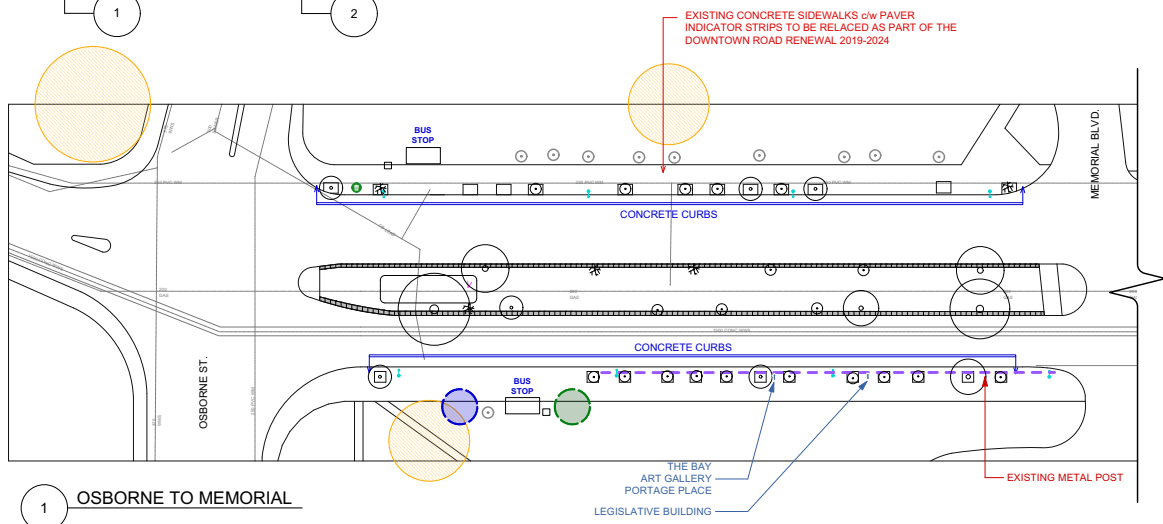 1
2
EXISTING CONCRETE SIDEWALKS c/w PAVER
INDICATOR STRIPS TO BE RELACED AS PART OF THE
DOWNTOWN ROAD RENEWAL 2019-2024
BUS
STOP
MEMORIAL BLVD.
CONCRETE CURBS
250
GAS
CONCRETE CURBS
OSBORNE ST.
BUS
STOP
THE BAY
ART GALLERY
PORTAGE PLACE
LEGISLATIVE BUILDING
EXISTING METAL POST
1
OSBORNE TO MEMORIAL